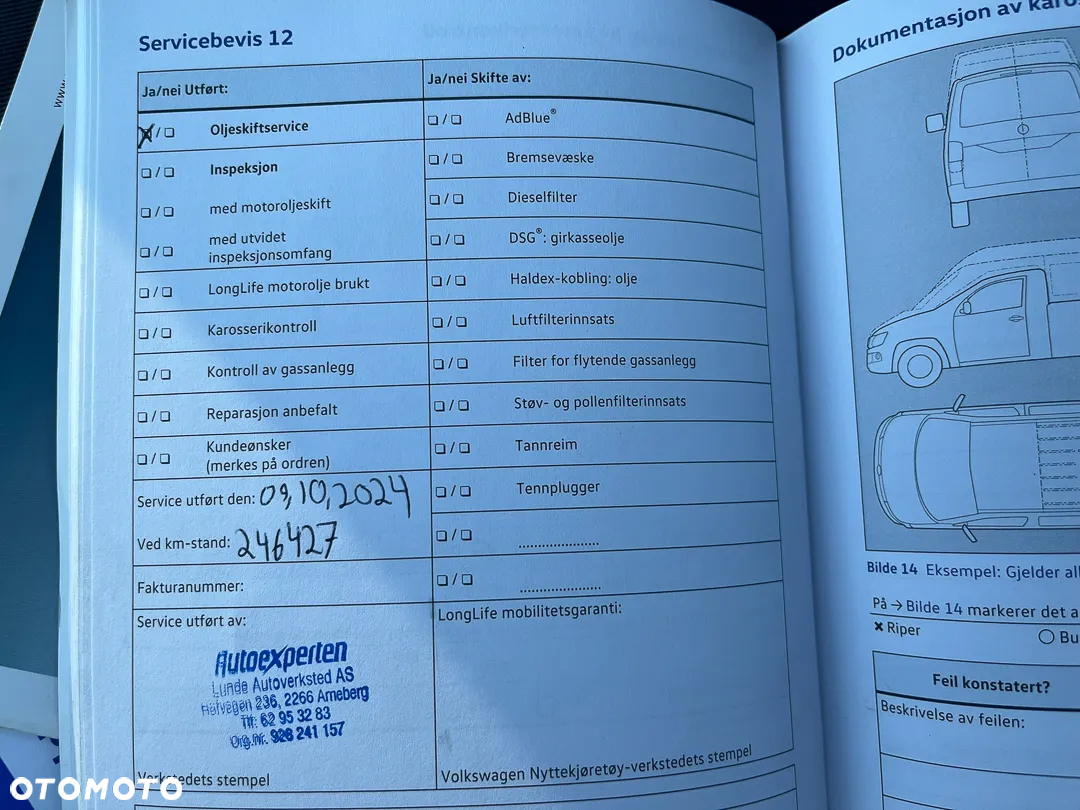 Servicebevis 12
Ja/nei Utført:
Ja/nei Skifte av:
Oljeskiftservice
AdBlue®
Inspeksjon
Bremsevæske
med motoroljeskift
Dieselfilter
med utvidet
inspeksjonsomfang
DSG®: girkasseolje
LongLife motorolje brukt
Haldex-kobling: olje
Karosserikontroll
Luftfilterinnsats
Kontroll av gassanlegg
Filter for flytende gassanlegg
Reparasjon anbefalt
Støv- og pollenfilterinnsats
Kundeønsker
(merkes på ordren)
Tannreim
Service utført den: 09,10,2024
Tennplugger
Ved km-stand: 246427
Fakturanummer:
Service utført av:
LongLife mobilitetsgaranti:
Autoexperten
Lunde Autoverksted AS
236, 2266 Arneberg
Tlf: 62 95 32 83
Org.nr. 928 241 157
Verkstedets stempel
Volkswagen Nyttekjøretøy-verkstedets stempel
Dokumentasjon av karos
Bilde 14 Eksempel: Gjelder all
På → Bilde 14 markerer det a
✖ Riper
Bu
Feil konstatert?
Beskrivelse av feilen:
www.
OTOMOTO